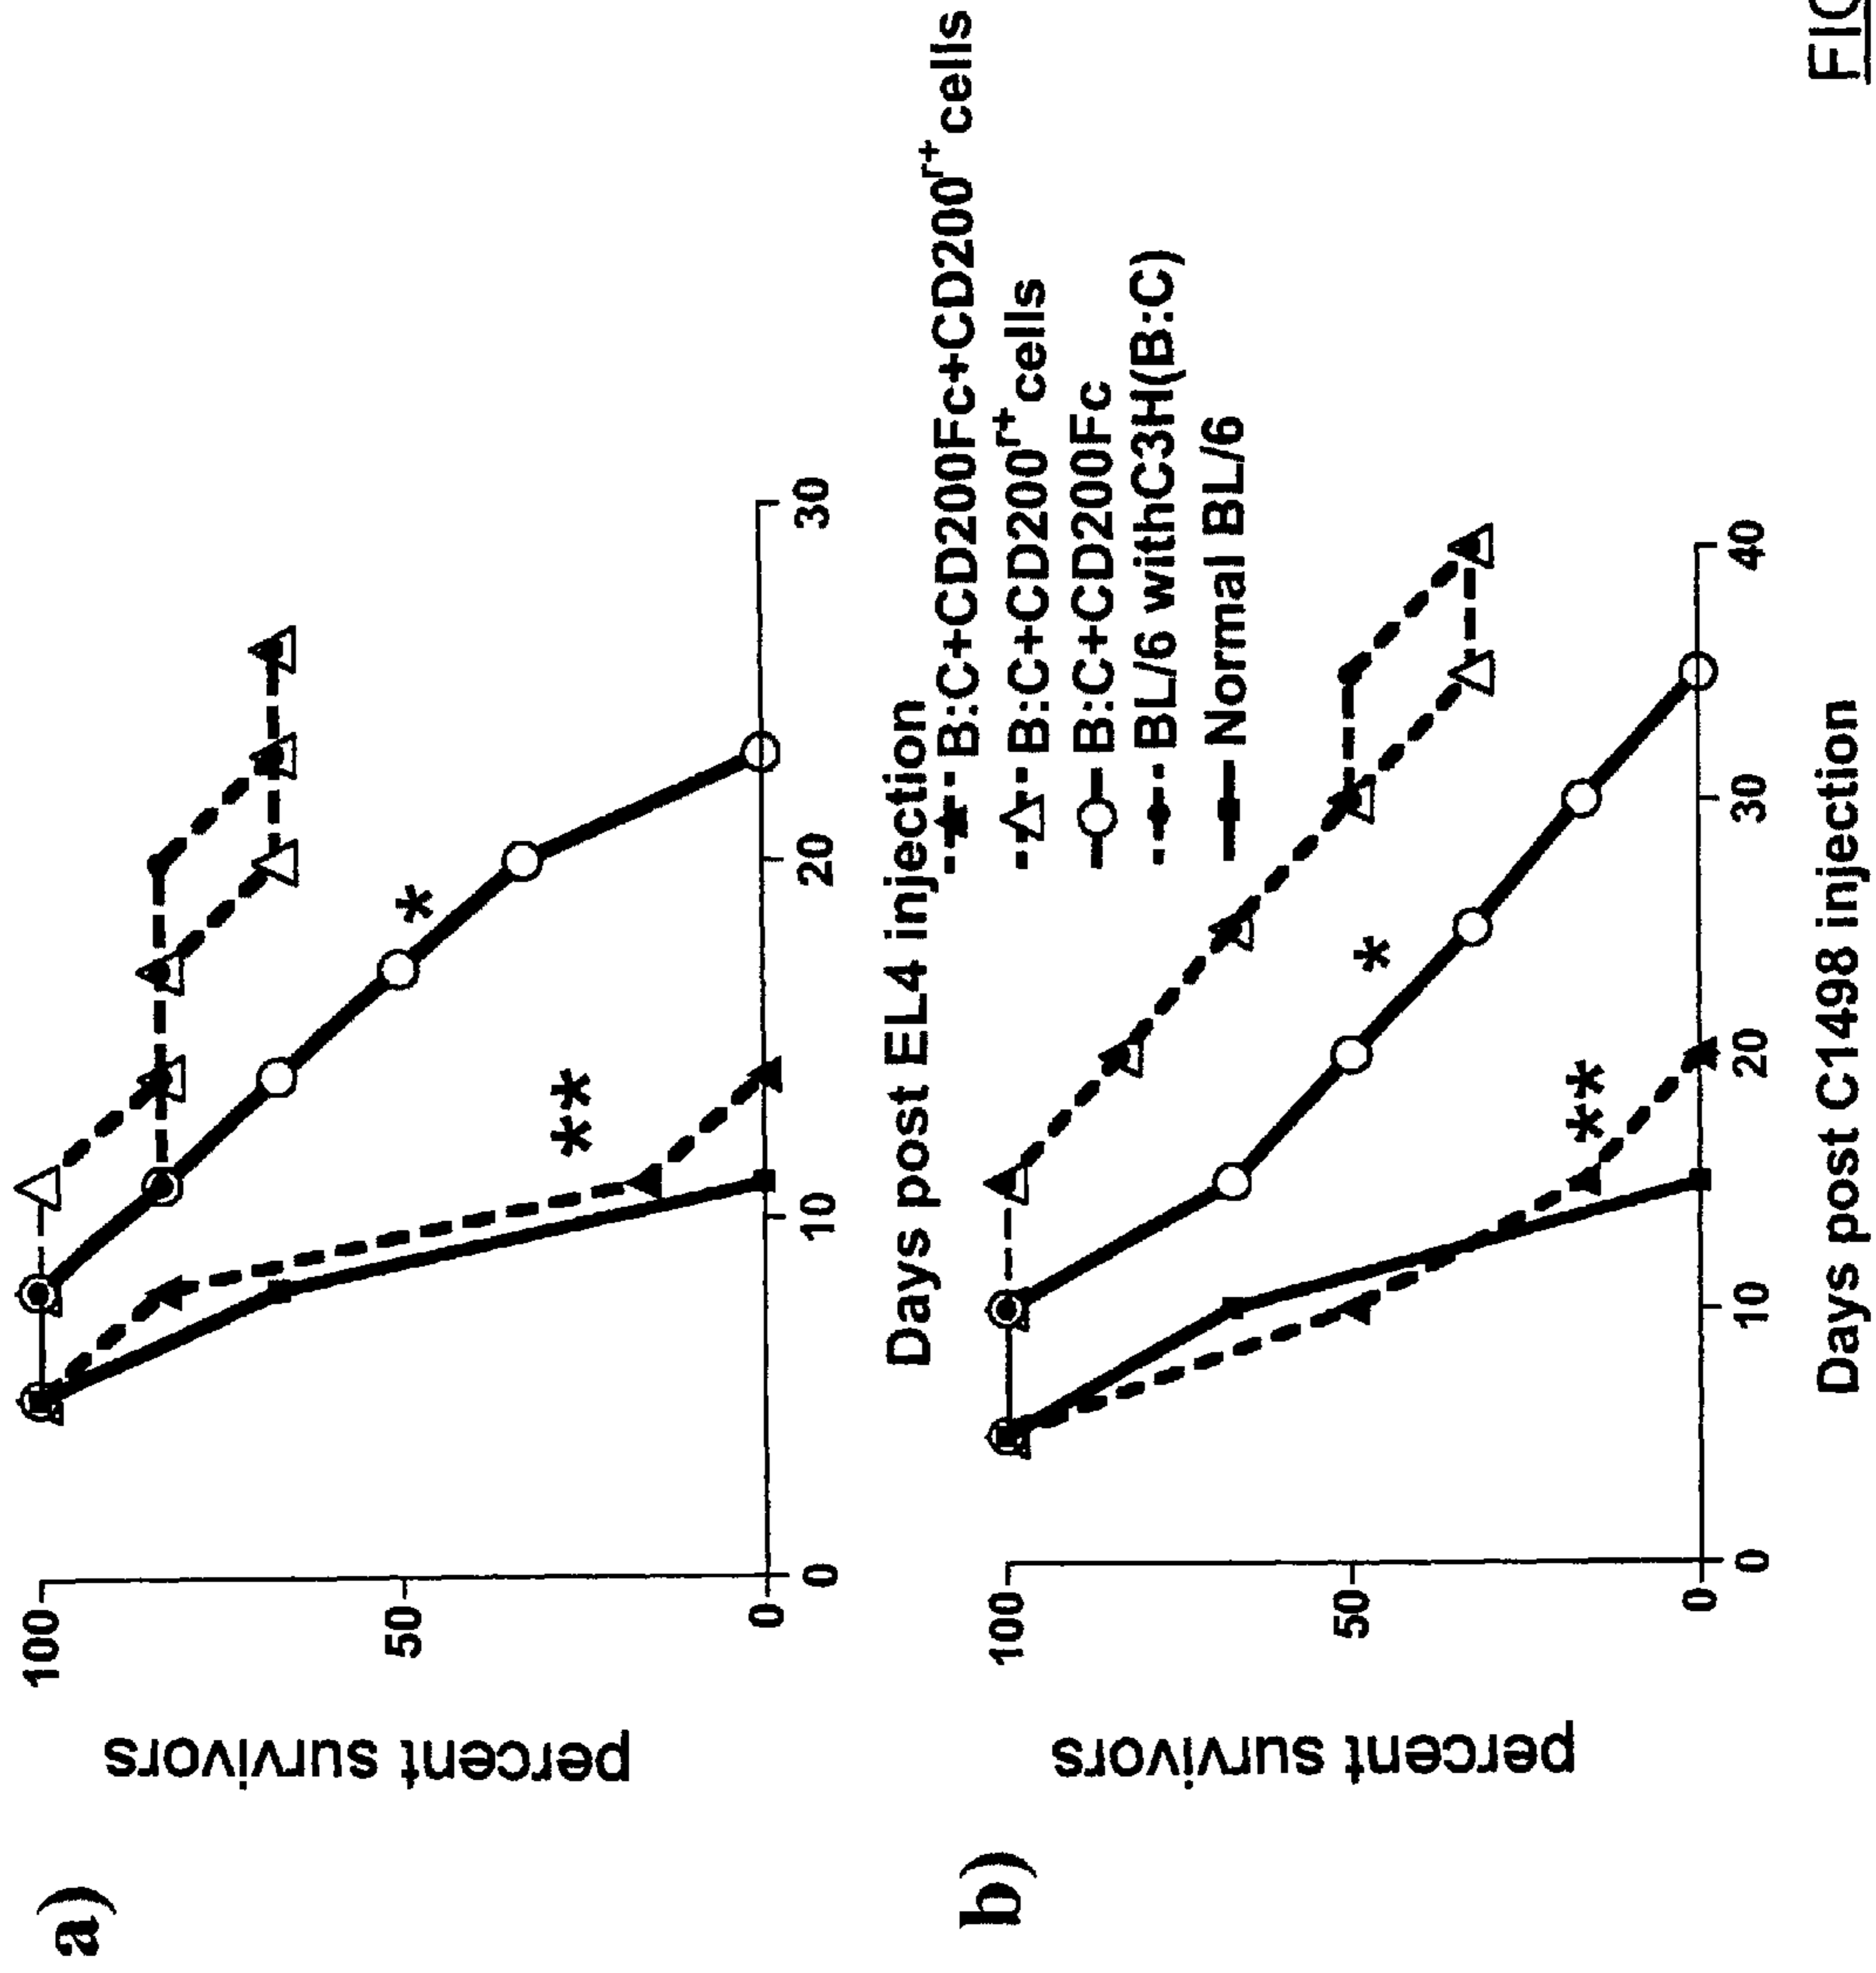 a)
percent survivors
100
50
0
0
10
20
30
*
**
Days post EL4 injection
B:C+CD200Fc+CD200r+ cells
B:C+CD200r+ cells
B:C+CD200Fc
BL/6 withC3H(B:C)
Normal BL/6
b)
percent survivors
100
50
0
0
10
20
30
40
*
**
Days post C1498 injection